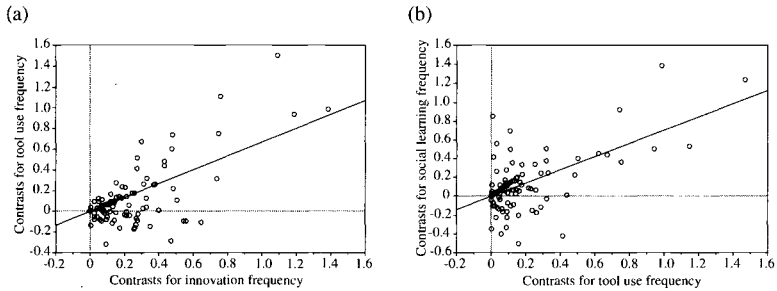 (a)
Contrasts for tool use frequency
1.6
1.4
1.2
1.0
0.8
0.6
0.4
0.2
0
-0.2
-0.4
-0.2 0 0.2 0.4 0.6 0.8 1.0 1.2 1.4 1.6
Contrasts for innovation frequency
(b)
Contrasts for social learning frequency
1.6
1.4
1.2
1
0.8
0.6
0.4
0.2
0
-0.2
-0.4
-0.6
-0.2 0 0.2 0.4 0.6 0.8 1.0 1.2 1.4 1.6
Contrasts for tool use frequency